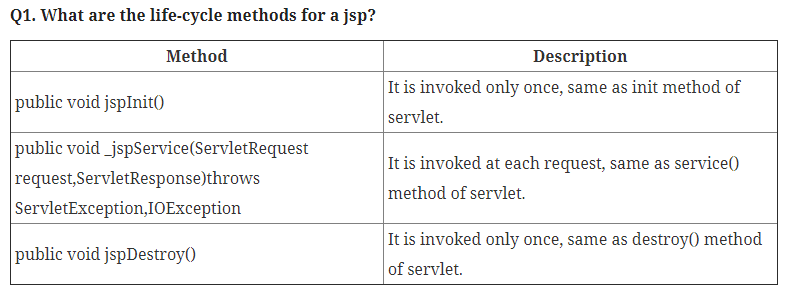 Q1. What are the life-cycle methods for a jsp?
Method
Description
public void jspInit()
It is invoked only once, same as init method of
servlet.
public void _jspService(ServletRequest
request,ServletResponse)throws
ServletException,IOException
It is invoked at each request, same as service()
method of servlet.
public void jspDestroy()
It is invoked only once, same as destroy() method
of servlet.